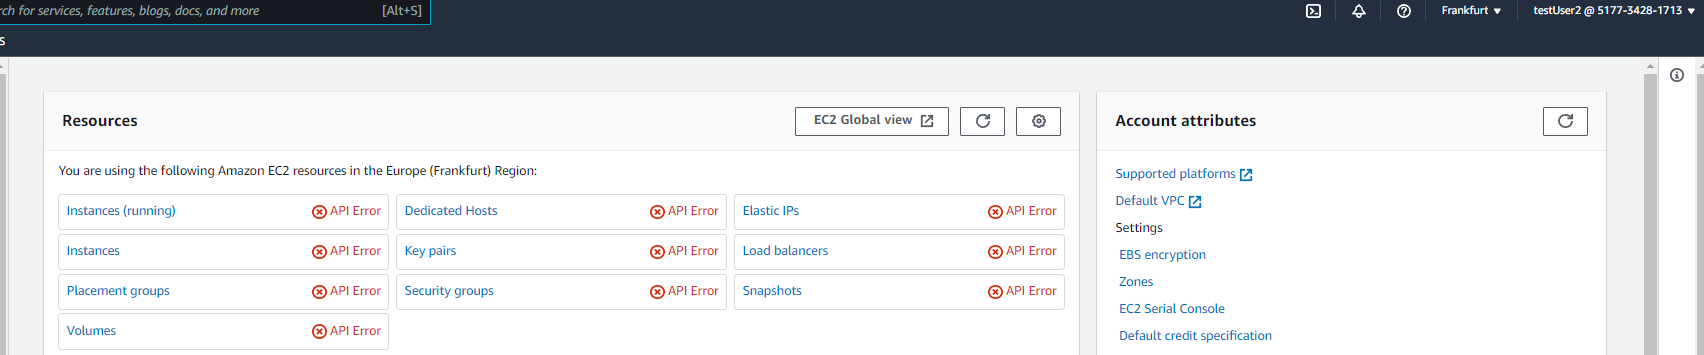 rch for services, features, blogs, docs, and more [Alt+S] Frankfurt ▼ testUser2 @ 5177-3428-1713 ▼
s
Resources
EC2 Global view
You are using the following Amazon EC2 resources in the Europe (Frankfurt) Region:
Instances (running) API Error Dedicated Hosts API Error Elastic IPs API Error
Instances API Error Key pairs API Error Load balancers API Error
Placement groups API Error Security groups API Error Snapshots API Error
Volumes API Error
Account attributes
Supported platforms
Default VPC
Settings
EBS encryption
Zones
EC2 Serial Console
Default credit specification